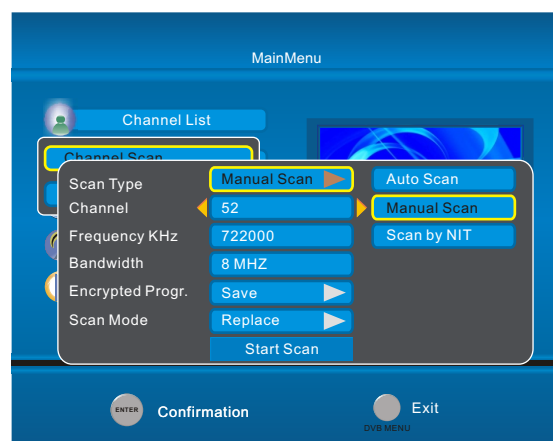 MainMenu
Channel List
Channel Scan
Scan Type Manual Scan Auto Scan
Channel 52 Manual Scan
Frequency KHz 722000 Scan by NIT
Bandwidth 8 MHZ
Encrypted Progr. Save
Scan Mode Replace
Start Scan
ENTER Confirmation Exit
DVB MENU